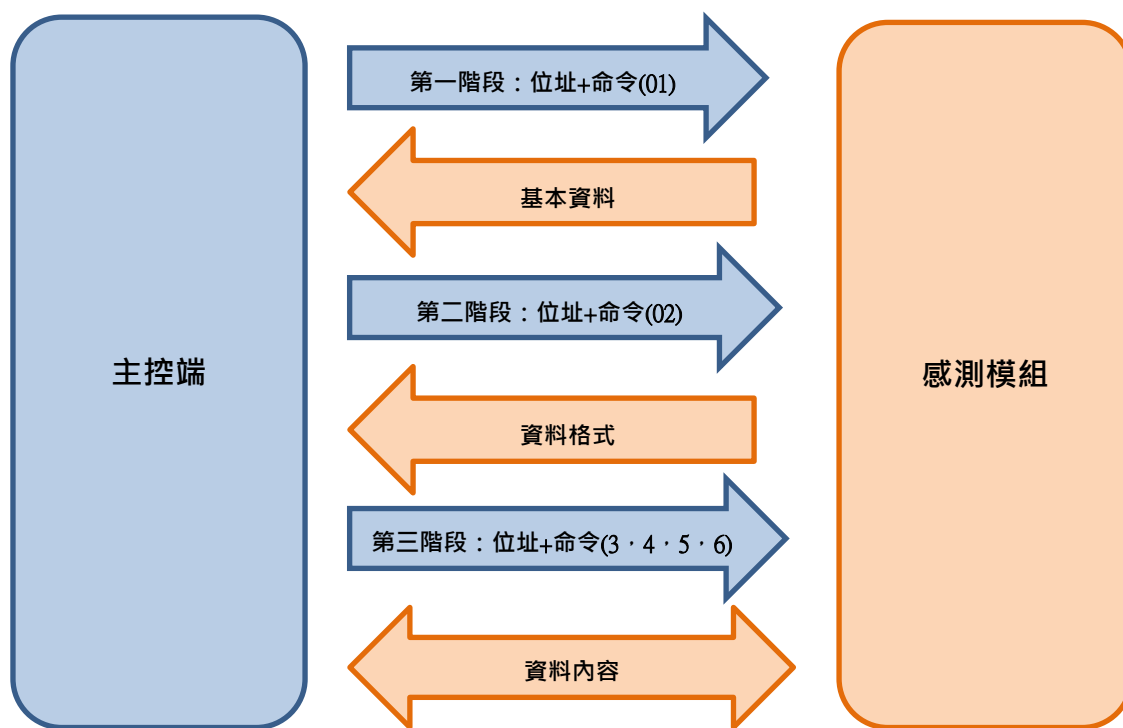 主控端
第一階段：位址+命令(01)
基本資料
第二階段：位址+命令(02)
資料格式
第三階段：位址+命令(3，4，5，6)
資料內容
感測模組